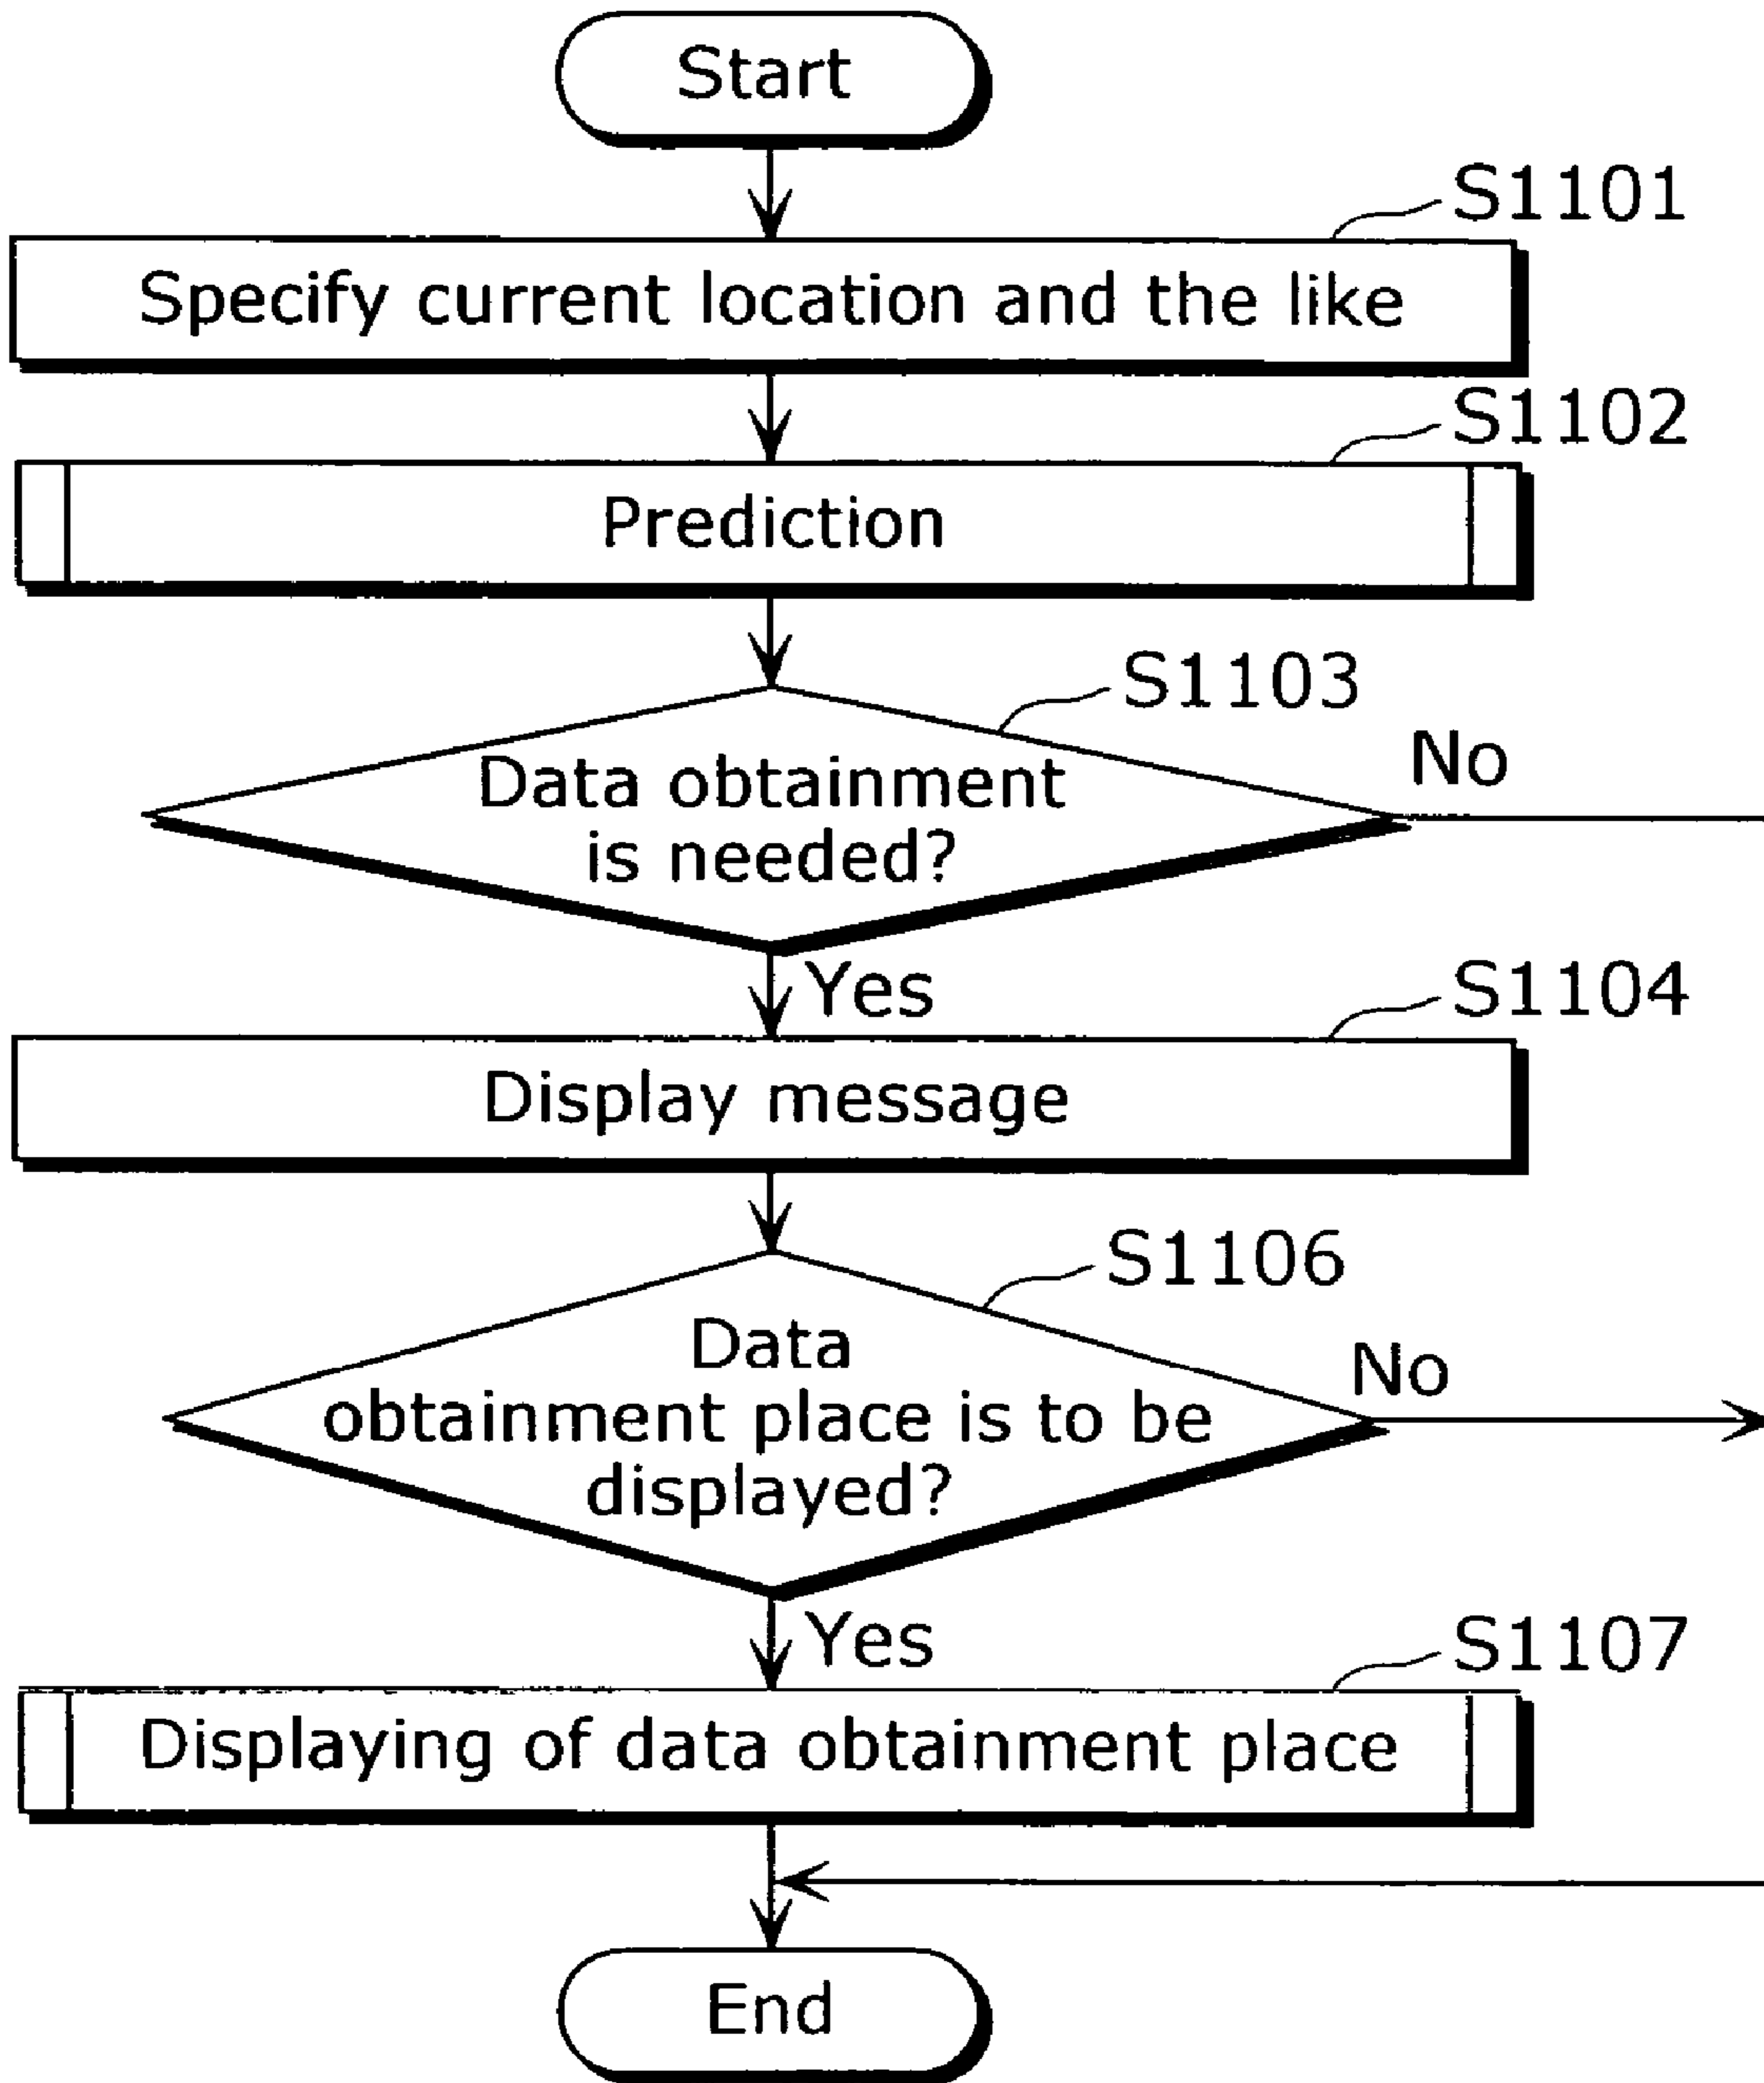 Start
S1101
Specify current location and the like
S1102
Prediction
S1103
Data obtainment
is needed?
No
Yes
S1104
Display message
S1106
Data
obtainment place is to be
displayed?
No
Yes
S1107
Displaying of data obtainment place
End